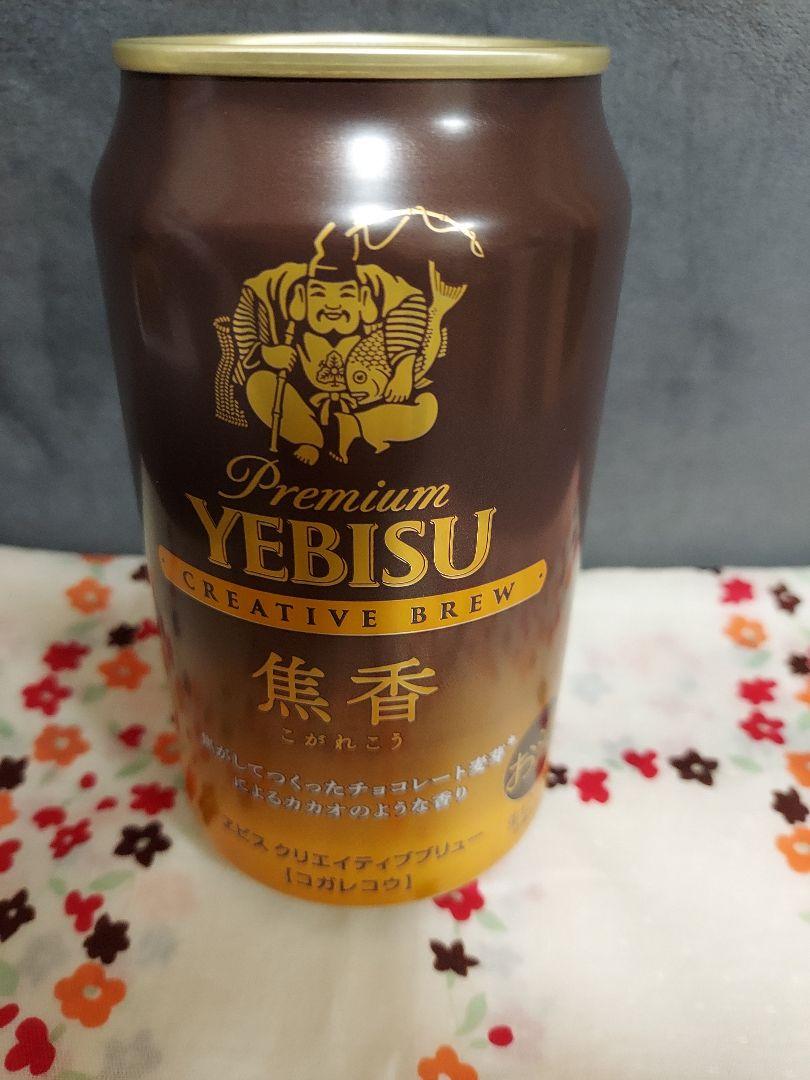 Premium
YEBISU
CREATIVE BREW
焦香
こがれこう
焦がしてつくったチョコレート麦芽*
によるカカオのような香り
ヱビス クリエイティブブリュー
[コガレコウ]
お